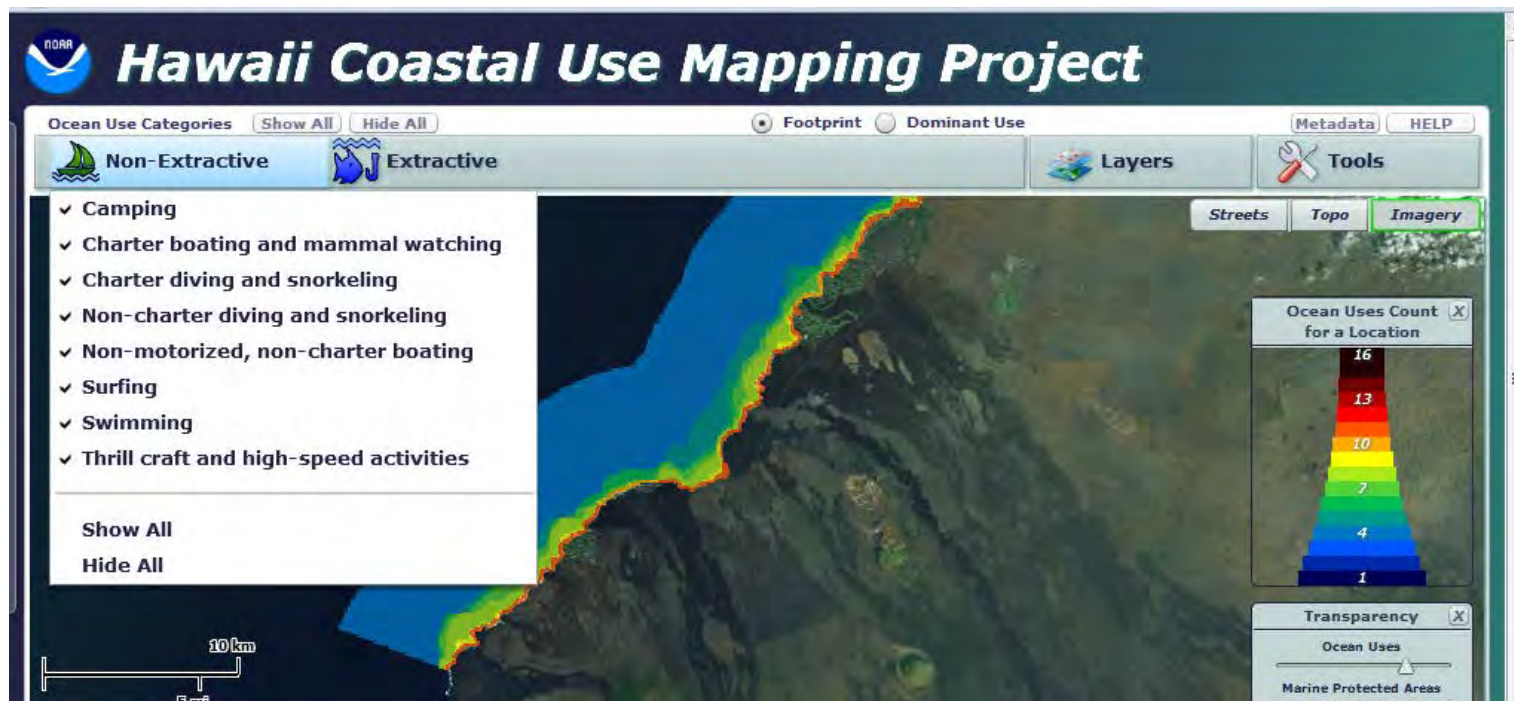 NOAA
Hawaii Coastal Use Mapping Project
Ocean Use Categories Show All Hide All Footprint Dominant Use Metadata HELP
Non-Extractive Extractive Layers Tools
Camping
Charter boating and mammal watching
Charter diving and snorkeling
Non-charter diving and snorkeling
Non-motorized, non-charter boating
Surfing
Swimming
Thrill craft and high-speed activities
Show All
Hide All
Streets Topo Imagery
Ocean Uses Count X
for a Location
16
13
10
7
4
1
Transparency X
Ocean Uses
Marine Protected Areas
10 km
5 mi